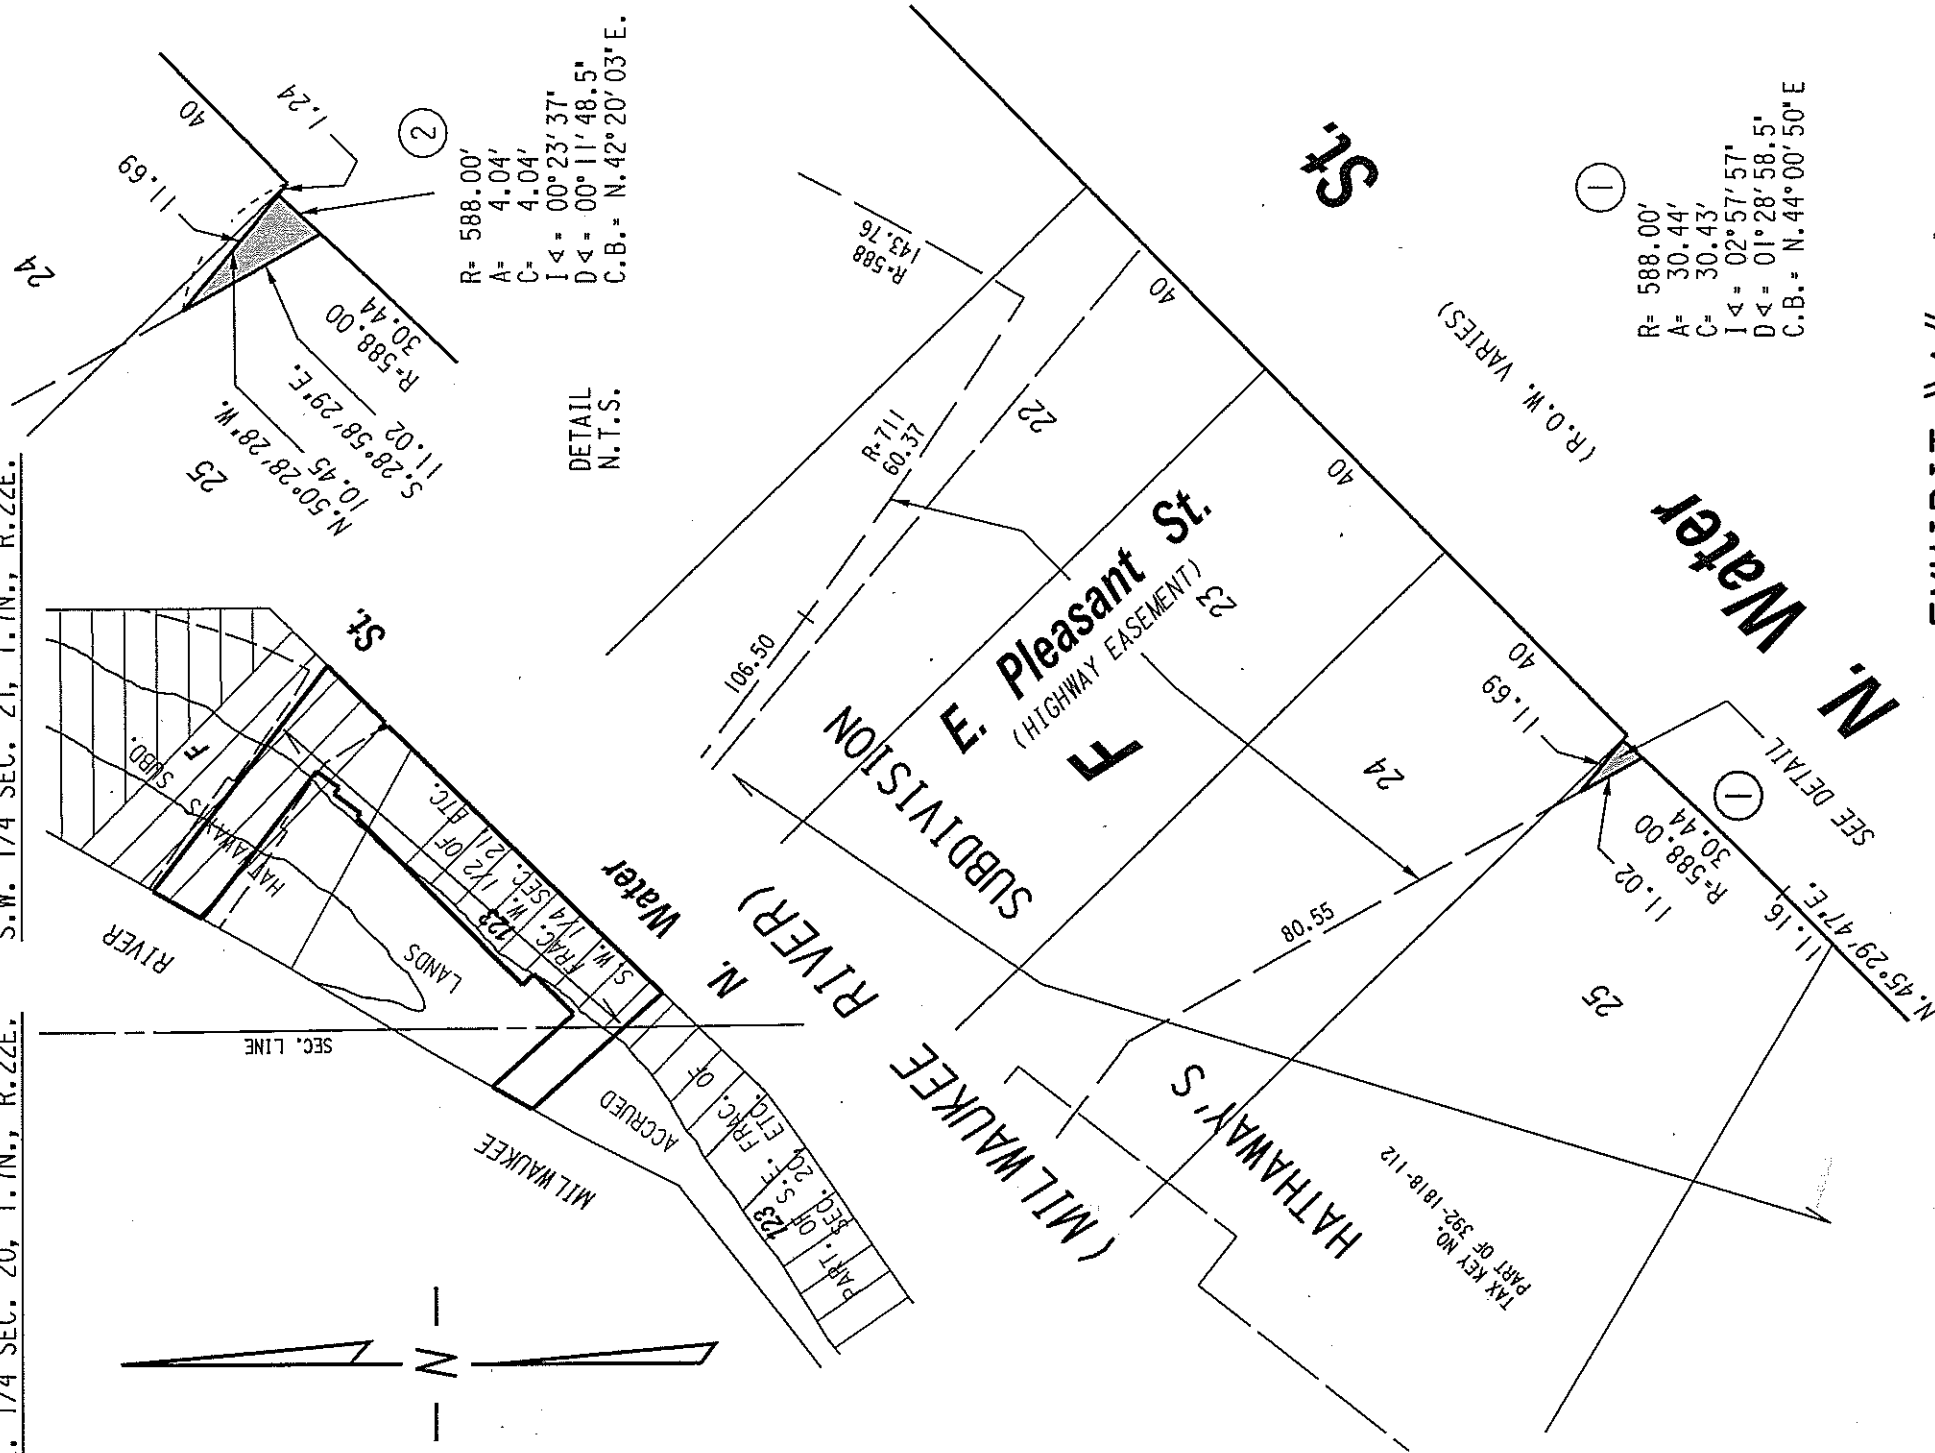 1/4 SEC. 20, T.7N., R.22E.
S.W. 1/4 SEC. 21, T.7N., R.22E.
24
11.69
40
1.24
2
R= 588.00'
A= 4.04'
C= 4.04'
I∢= 00°23'37"
D∢= 00°11'48.5"
C.B.= N.42°20'03"E.
R=588.00
30.44
S.28°58'29"E.
11.02
N.50°28'28"W.
10.45
25
DETAIL
N.T.S.
RIVER
HATHAWAY'S
SUBD.
F
St.
LANDS
SEC. LINE
123
W. 1/2 OF
FRAC.
S.W. 1/4 SEC. 21, ETC.
N. Water
ACCRUED
MILWAUKEE
123
PART. OF S.E. FRAC. OF
SEC. 20, ETC.
N
R=588
143.76
R=711
60.37
106.50
22
40
40
40
E. Pleasant St.
(HIGHWAY EASEMENT)
23
F
SUBDIVISION
HATHAWAY'S
(MILWAUKEE RIVER)
24
11.69
80.55
25
11.02
R=588.00
30.44
1
SEE DETAIL
11.16
N.45°29'47"E.
TAX KEY NO.
PART OF 392-1818-112
N. Water St.
(R.O.W. VARIES)
1
R= 588.00'
A= 30.44'
C= 30.43'
I∢= 02°57'57"
D∢= 01°28'58.5"
C.B.= N.44°00'50"E